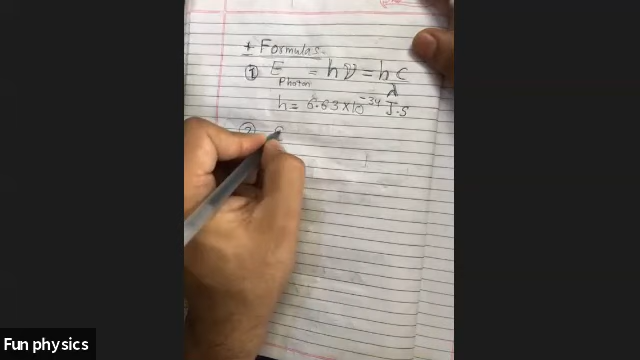 * Formulas.
① E Photon = hν = hc/λ
h = 6.63×10⁻³⁴ J.s
②
Fun physics